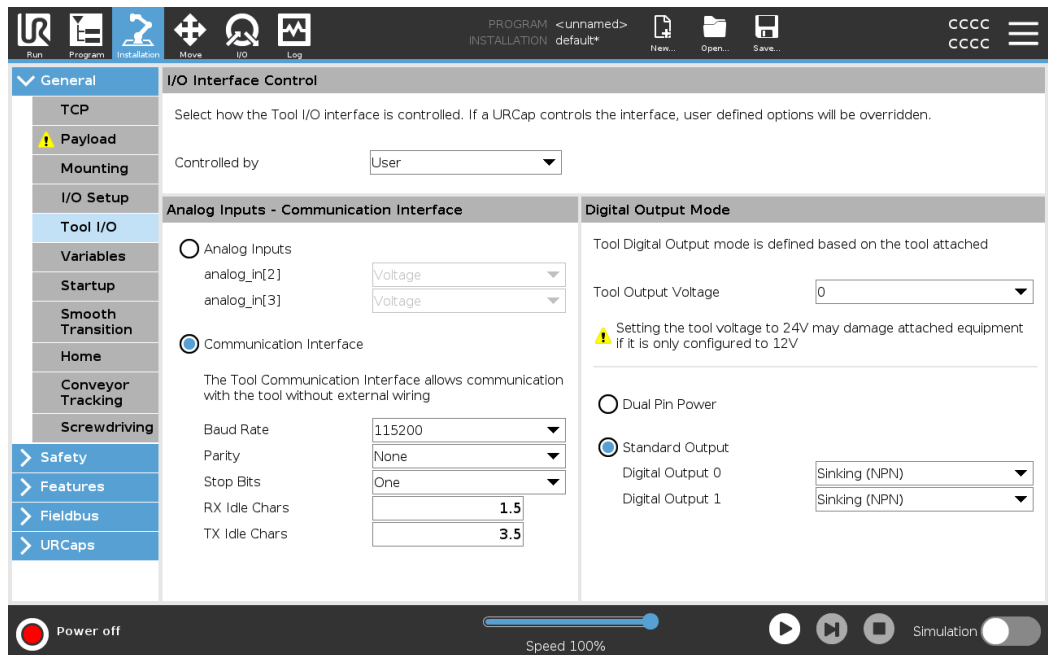 PROGRAM <unnamed>
INSTALLATION default*
UR
Run
Program
Installation
Move
I/O
Log
New...
Open...
Save...
CCCC
CCCC
General
TCP
Payload
Mounting
I/O Setup
Tool I/O
Variables
Startup
Smooth
Transition
Home
Conveyor
Tracking
Screwdriving
Safety
Features
Fieldbus
URCaps
I/O Interface Control
Select how the Tool I/O interface is controlled. If a URCap controls the interface, user defined options will be overridden.
Controlled by User
Analog Inputs - Communication Interface
Analog Inputs
analog_in[2] Voltage
analog_in[3] Voltage
Communication Interface
The Tool Communication Interface allows communication
with the tool without external wiring
Baud Rate 115200
Parity None
Stop Bits One
RX Idle Chars 1.5
TX Idle Chars 3.5
Digital Output Mode
Tool Digital Output mode is defined based on the tool attached
Tool Output Voltage 0
Setting the tool voltage to 24V may damage attached equipment
if it is only configured to 12V
Dual Pin Power
Standard Output
Digital Output 0 Sinking (NPN)
Digital Output 1 Sinking (NPN)
Power off
Speed 100%
Simulation